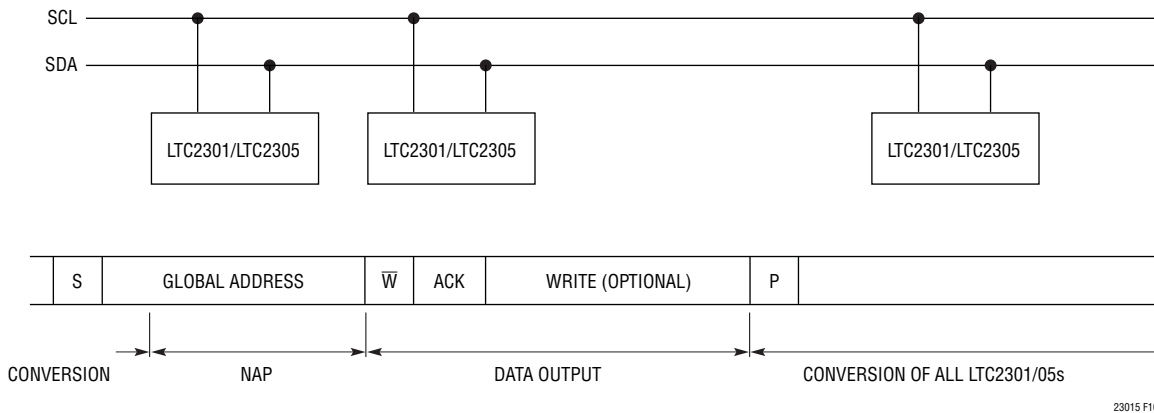 SCL
SDA
LTC2301/LTC2305 LTC2301/LTC2305 LTC2301/LTC2305
S GLOBAL ADDRESS W̅ ACK WRITE (OPTIONAL) P
CONVERSION NAP DATA OUTPUT CONVERSION OF ALL LTC2301/05s